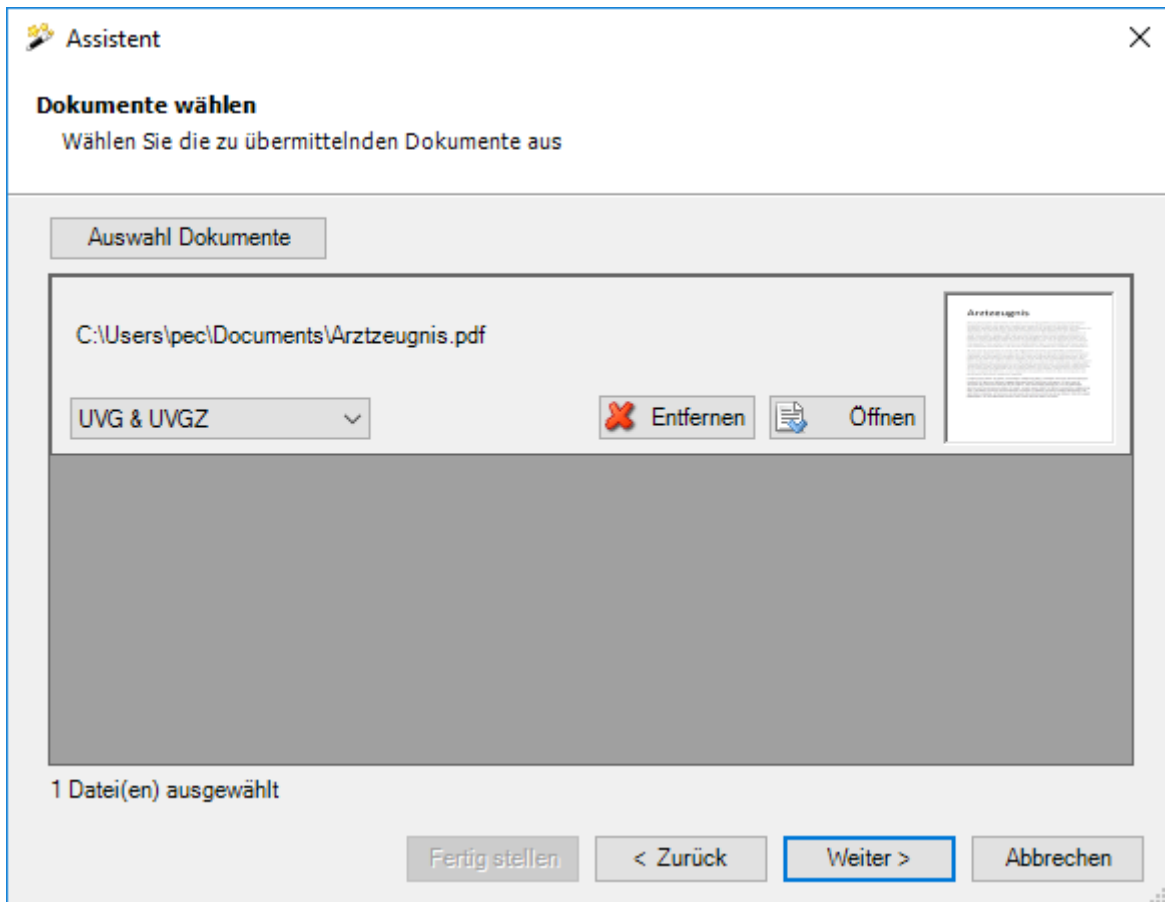 Assistent
Dokumente wählen
Wählen Sie die zu übermittelnden Dokumente aus
Auswahl Dokumente
C:\Users\pec\Documents\Arztzeugnis.pdf
Arztzeugnis
UVG & UVGZ
Entfernen
Öffnen
1 Datei(en) ausgewählt
Fertig stellen
< Zurück
Weiter >
Abbrechen